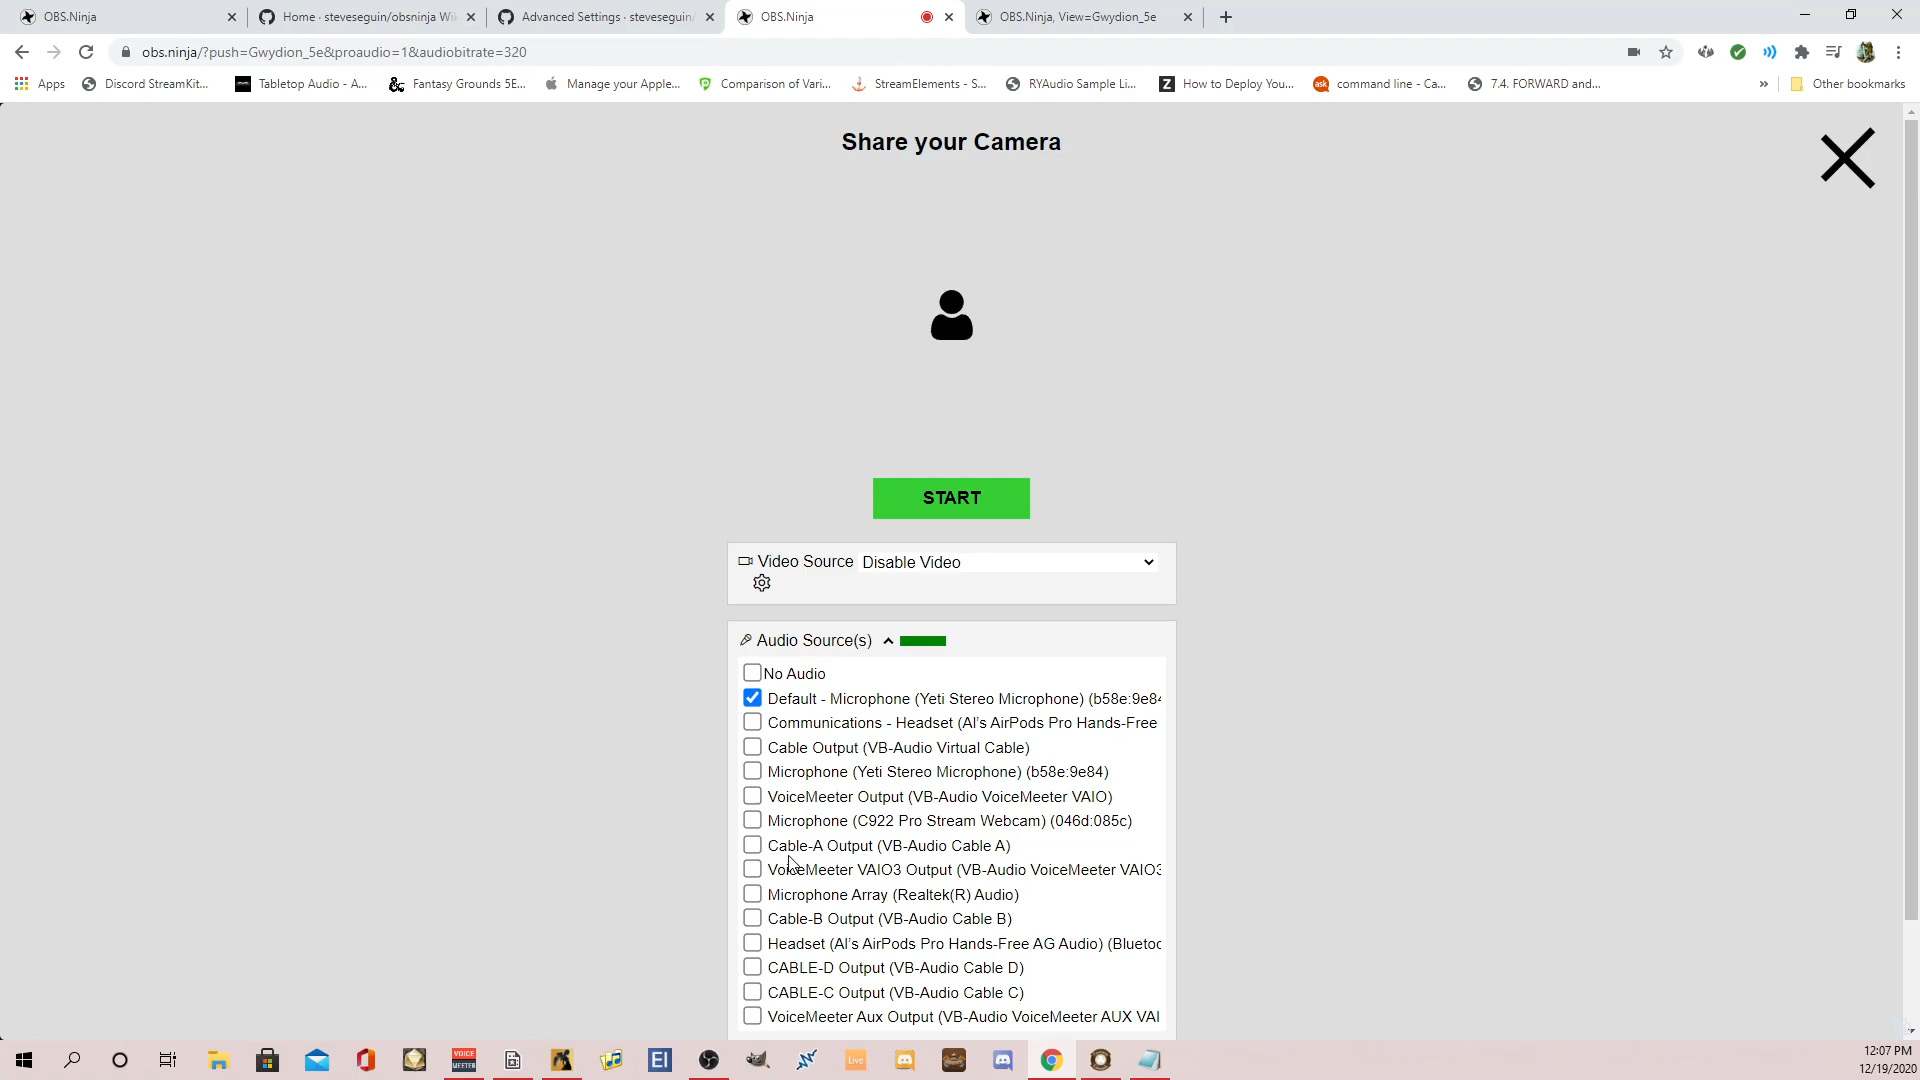 OBS.Ninja
Home · steveseguin/obsninja Wi
Advanced Settings · steveseguin
OBS.Ninja
OBS.Ninja, View=Gwydion_5e
obs.ninja/?push=Gwydion_5e&proaudio=1&audiobitrate=320
Apps
Discord StreamKit...
Tabletop Audio - A...
Fantasy Grounds 5E...
Manage your Apple...
Comparison of Vari...
StreamElements - S...
RYAudio Sample Li...
How to Deploy You...
command line - Ca...
7.4. FORWARD and...
»
Other bookmarks
Share your Camera
START
Video Source Disable Video
Audio Source(s)
No Audio
Default - Microphone (Yeti Stereo Microphone) (b58e:9e84
Communications - Headset (Al's AirPods Pro Hands-Free
Cable Output (VB-Audio Virtual Cable)
Microphone (Yeti Stereo Microphone) (b58e:9e84)
VoiceMeeter Output (VB-Audio VoiceMeeter VAIO)
Microphone (C922 Pro Stream Webcam) (046d:085c)
Cable-A Output (VB-Audio Cable A)
VoiceMeeter VAIO3 Output (VB-Audio VoiceMeeter VAIO3
Microphone Array (Realtek(R) Audio)
Cable-B Output (VB-Audio Cable B)
Headset (Al's AirPods Pro Hands-Free AG Audio) (Bluetoo
CABLE-D Output (VB-Audio Cable D)
CABLE-C Output (VB-Audio Cable C)
VoiceMeeter Aux Output (VB-Audio VoiceMeeter AUX VAI
VOICE
MEETER
EI
Live
12:07 PM
12/19/2020